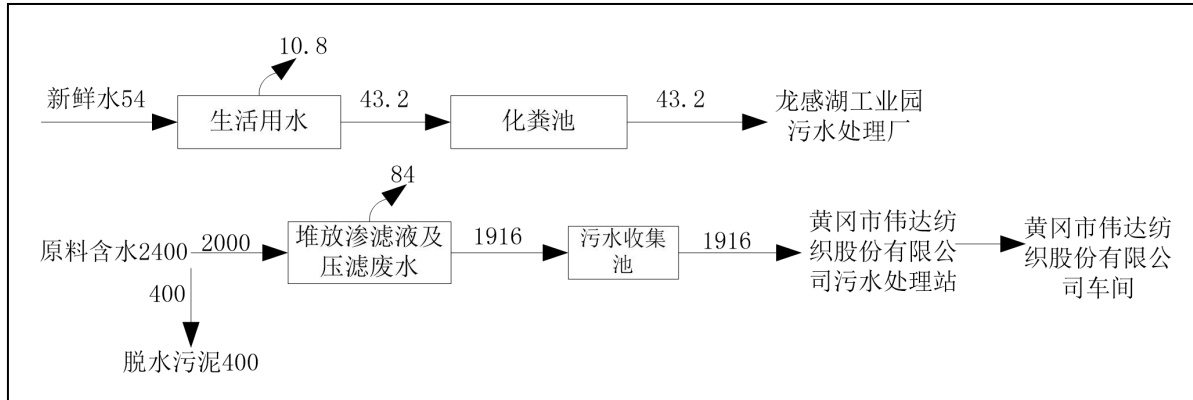 10.8
新鲜水54
生活用水
43.2
化粪池
43.2
龙感湖工业园
污水处理厂
84
原料含水2400
2000
堆放渗滤液及
压滤废水
1916
污水收集
池
1916
黄冈市伟达纺
织股份有限公
司污水处理站
黄冈市伟达纺
织股份有限公
司车间
400
脱水污泥400